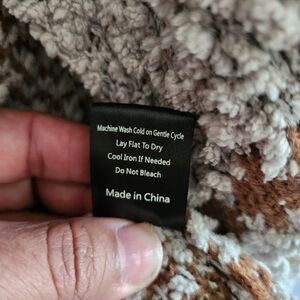 Machine Wash Cold on Gentle Cycle
Lay Flat To Dry
Cool Iron If Needed
Do Not Bleach
Made in China